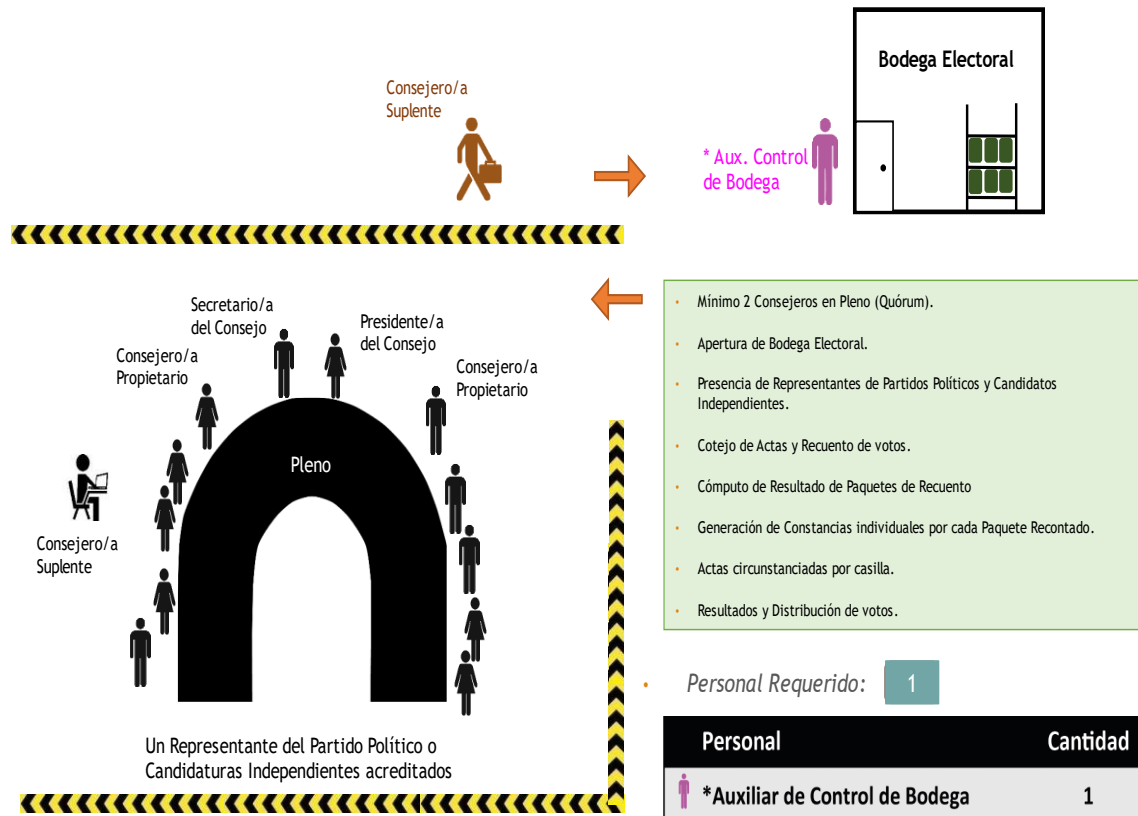 Bodega Electoral
Consejero/a
Suplente
* Aux. Control
de Bodega
Secretario/a
del Consejo
Presidente/a
del Consejo
Consejero/a
Propietario
Consejero/a
Propietario
Pleno
Consejero/a
Suplente
Un Representante del Partido Político o
Candidaturas Independientes acreditados
• Mínimo 2 Consejeros en Pleno (Quórum).
• Apertura de Bodega Electoral.
• Presencia de Representantes de Partidos Políticos y Candidatos
Independientes.
• Cotejo de Actas y Recuento de votos.
• Cómputo de Resultado de Paquetes de Recuento
• Generación de Constancias individuales por cada Paquete Recontado.
• Actas circunstanciadas por casilla.
• Resultados y Distribución de votos.
• Personal Requerido: 1
Personal Cantidad
*Auxiliar de Control de Bodega 1